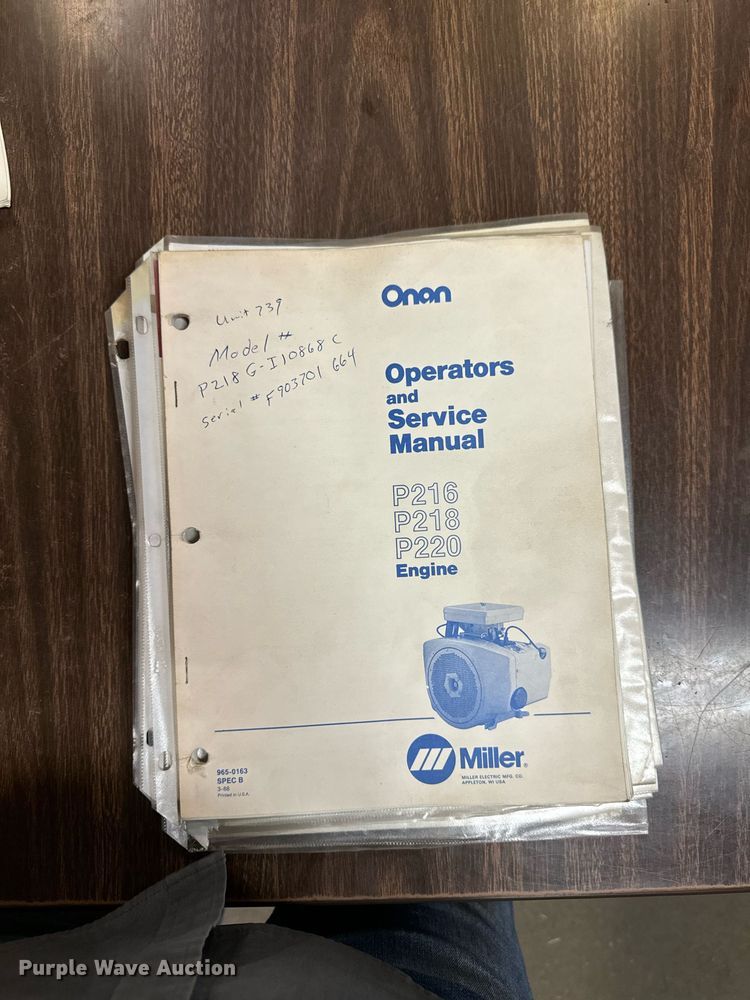 Unit 739
Model #
P218 G-I10868 C
Serial # F903701 664
Onan
Operators
and
Service
Manual
P216
P218
P220
Engine
Miller®
MILLER ELECTRIC MFG. CO.
APPLETON, WI USA
965-0163
SPEC B
3-88
Printed in U.S.A.
Purple Wave Auction